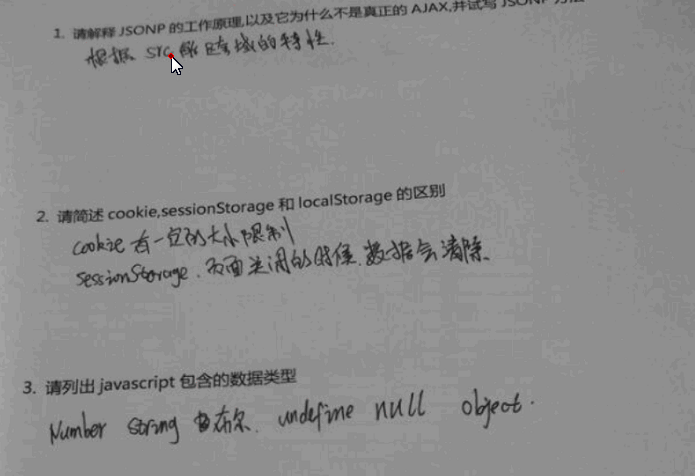 1. 请解释 JSONP 的工作原理,以及它为什么不是真正的 AJAX,并试写 JSONP 方法
根据 src 能跨域的特性.
2. 请简述 cookie,sessionStorage 和 localStorage 的区别
cookie 有一定的大小限制
sessionStorage. 页面关闭的时候.数据会清除.
3. 请列出 javascript 包含的数据类型
Number string 布尔. undefine null object.